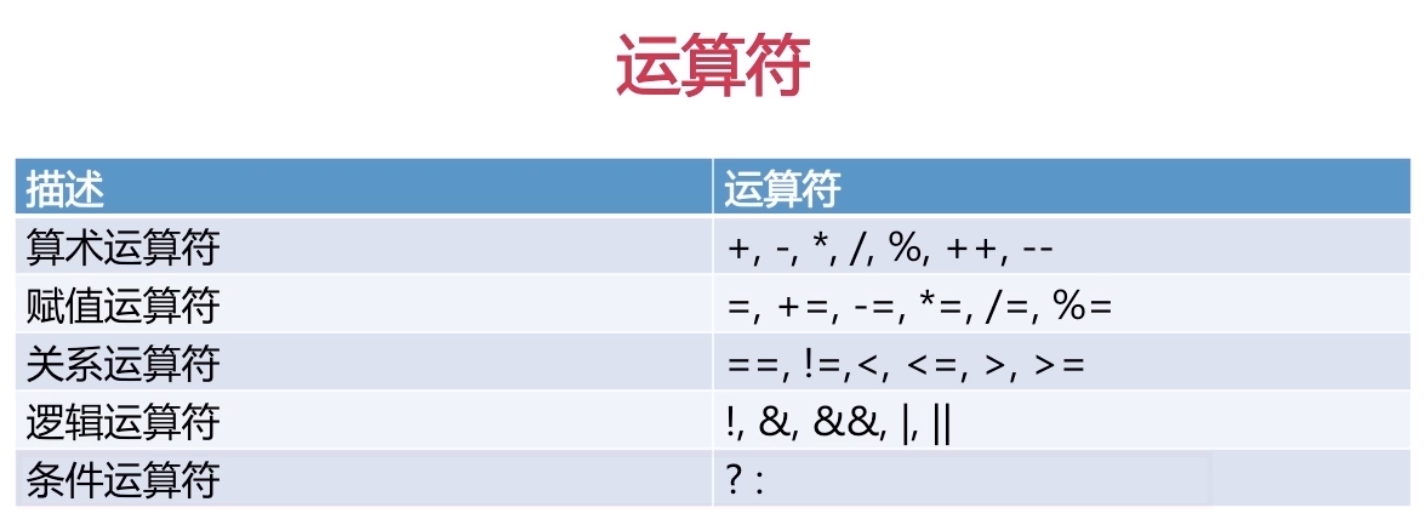 运算符
描述 运算符
算术运算符 +, -, *, /, %, ++, --
赋值运算符 =, +=, -=, *=, /=, %=
关系运算符 ==, !=,<, <=, >, >=
逻辑运算符 !, &, &&, |, ||
条件运算符 ? :